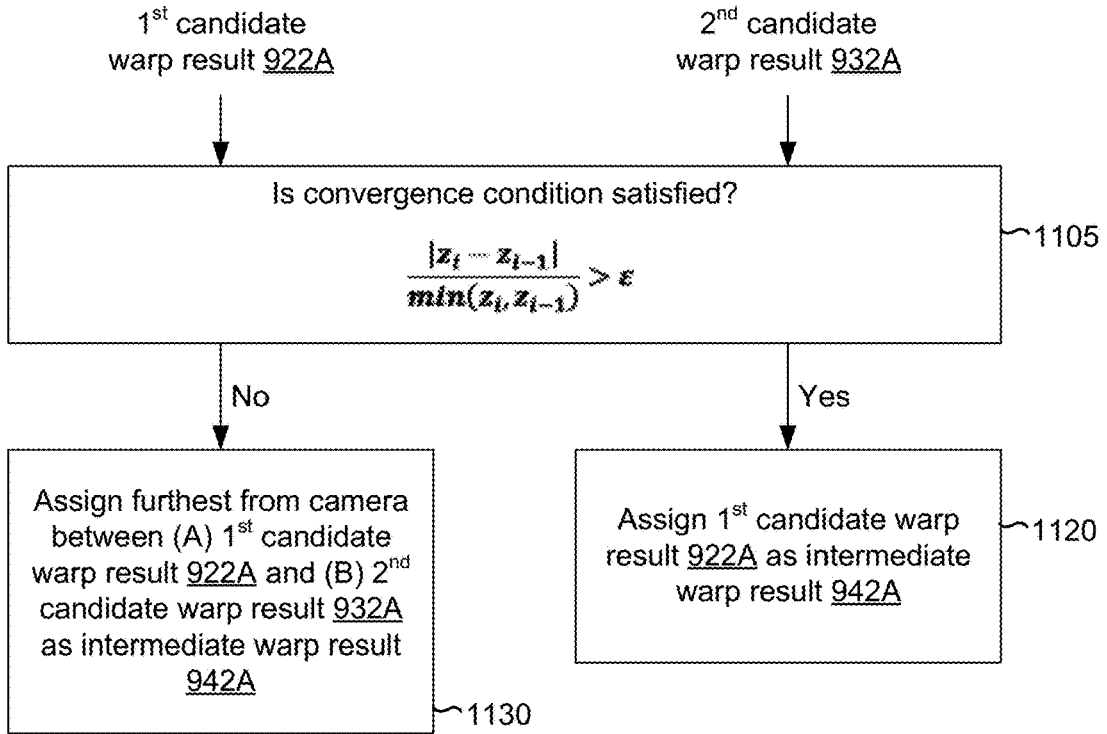 1st candidate
warp result 922A
2nd candidate
warp result 932A
Is convergence condition satisfied?
|zi − zi−1|
min(zi, zi−1)
> ε
1105
No
Yes
Assign furthest from camera
between (A) 1st candidate
warp result 922A and (B) 2nd
candidate warp result 932A
as intermediate warp result
942A
1130
Assign 1st candidate warp
result 922A as intermediate
warp result 942A
1120